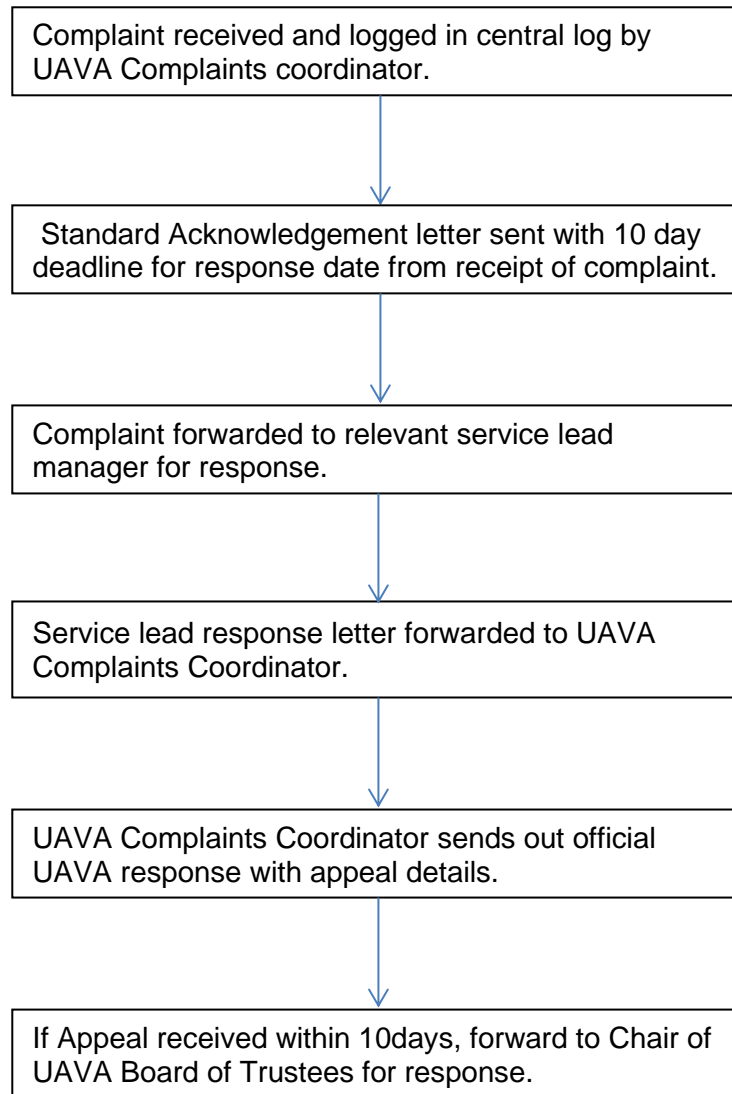 Complaint received and logged in central log by
UAVA Complaints coordinator.
Standard Acknowledgement letter sent with 10 day
deadline for response date from receipt of complaint.
Complaint forwarded to relevant service lead
manager for response.
Service lead response letter forwarded to UAVA
Complaints Coordinator.
UAVA Complaints Coordinator sends out official
UAVA response with appeal details.
If Appeal received within 10days, forward to Chair of
UAVA Board of Trustees for response.